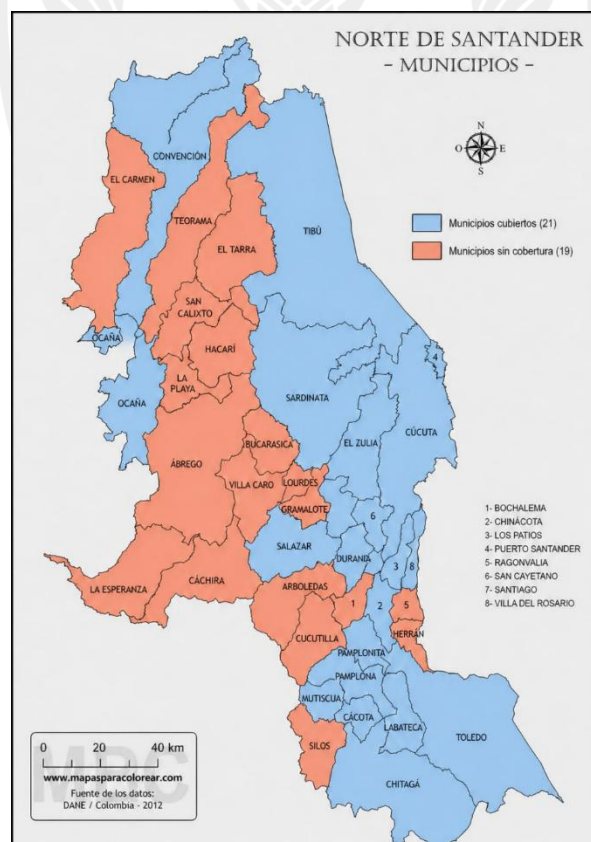 NORTE DE SANTANDER
- MUNICIPIOS -
N
O
E
S
CONVENCIÓN
EL CARMEN
Municipios cubiertos (21)
TEORAMA
TIBÚ
EL TARRA
Municipios sin cobertura (19)
SAN
CALIXTO
OCAÑA
HACARÍ
4
LA
PLAYA
SARDINATA
OCAÑA
CÚCUTA
EL ZULIA
BUCARASICA
ÁBREGO
VILLA CARO
LOURDES
GRAMALOTE
6
SALAZAR
DURANIA
3
8
1- BOCHALEMA
2- CHINÁCOTA
3- LOS PATIOS
4- PUERTO SANTANDER
5- RAGONVALIA
6- SAN CAYETANO
7- SANTIAGO
8- VILLA DEL ROSARIO
LA ESPERANZA
CÁCHIRA
ARBOLEDAS
1
2
5
CUCUTILLA
HERRÁN
PAMPLONITA
PAMPLONA
MUTISCUA
CÁCOTA
LABATECA
TOLEDO
SILOS
CHITAGÁ
0 20 40 km
MPC
www.mapasparacolorear.com
Fuente de los datos:
DANE / Colombia - 2012